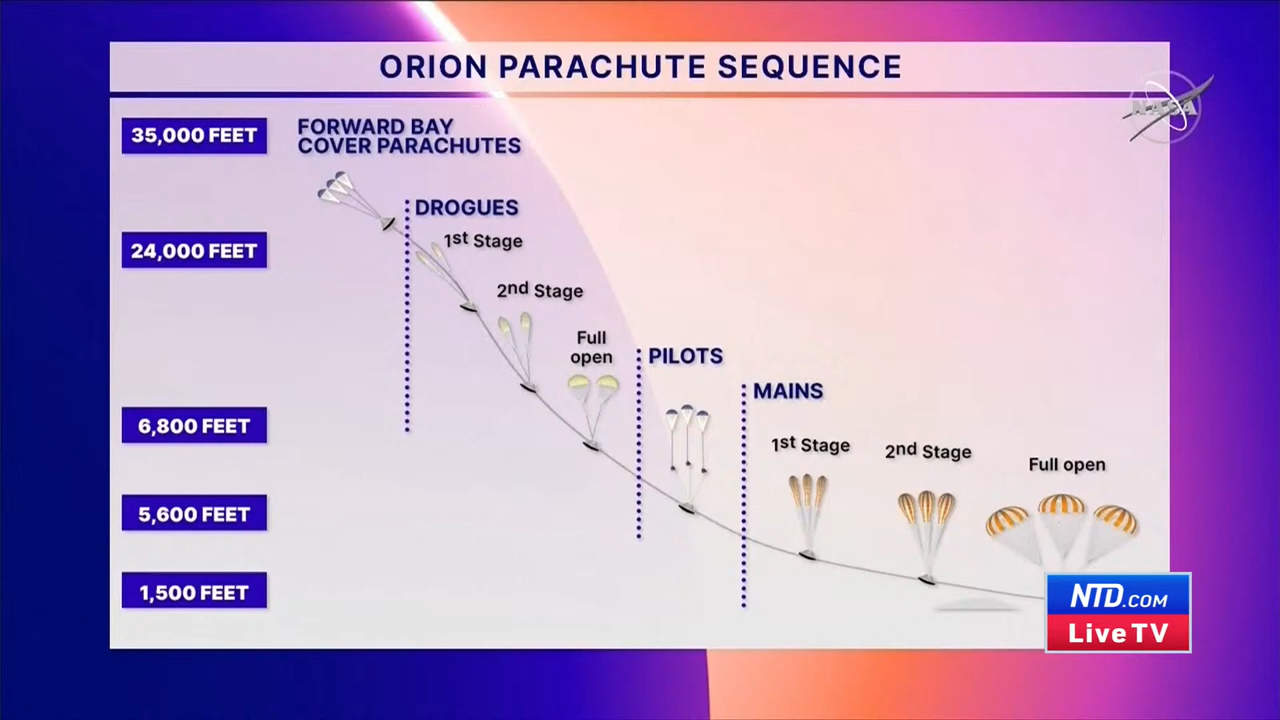 ORION PARACHUTE SEQUENCE
NASA
35,000 FEET
FORWARD BAY
COVER PARACHUTES
DROGUES
24,000 FEET
1st Stage
2nd Stage
Full
open
PILOTS
MAINS
6,800 FEET
1st Stage
2nd Stage
Full open
5,600 FEET
1,500 FEET
NTD.COM
Live TV